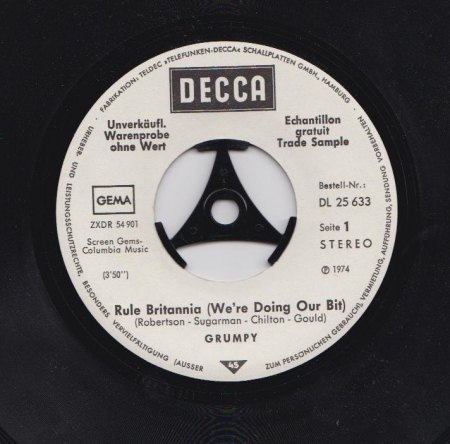 FABRIKATION: TELDEC »TELEFUNKEN-DECCA« SCHALLPLATTEN GMBH, HAMBURG
URHEBER- UND LEISTUNGSSCHUTZRECHTE, BESONDERS VERVIELFÄLTIGUNG (AUSSER
ZUM PERSÖNLICHEN GEBRAUCH), VERMIETUNG, AUFFÜHRUNG, SENDUNG VORBEHALTEN
DECCA
Unverkäufl.
Warenprobe
ohne Wert
Echantillon
gratuit
Trade Sample
GEMA
ZXDR 54 901
Screen Gems-
Columbia Music
[3'50'']
Bestell-Nr.:
DL 25 633
Seite 1
STEREO
℗ 1974
Rule Britannia (We're Doing Our Bit)
(Robertson - Sugarman - Chilton - Gould)
GRUMPY
45